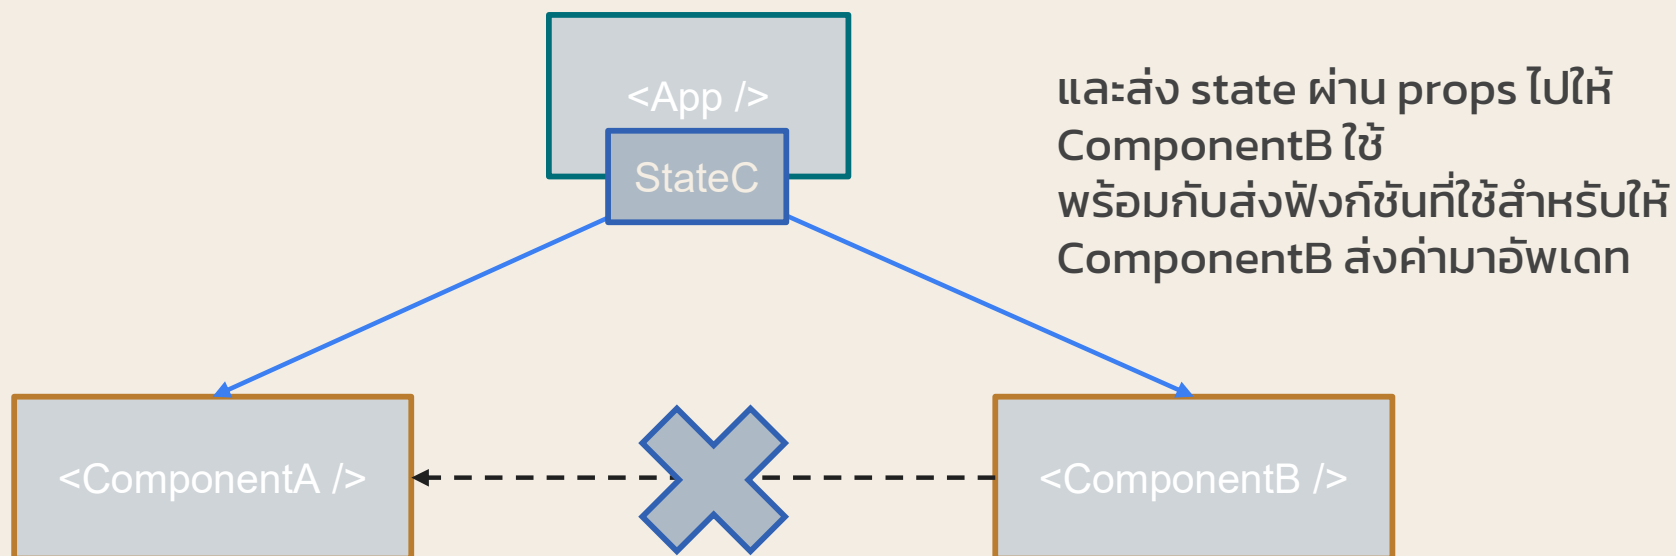 <App />
StateC
และส่ง state ผ่าน props ไปให้
ComponentB ใช้
พร้อมกับส่งฟังก์ชันที่ใช้สำหรับให้
ComponentB ส่งค่ามาอัพเดท
<ComponentA />
<ComponentB />